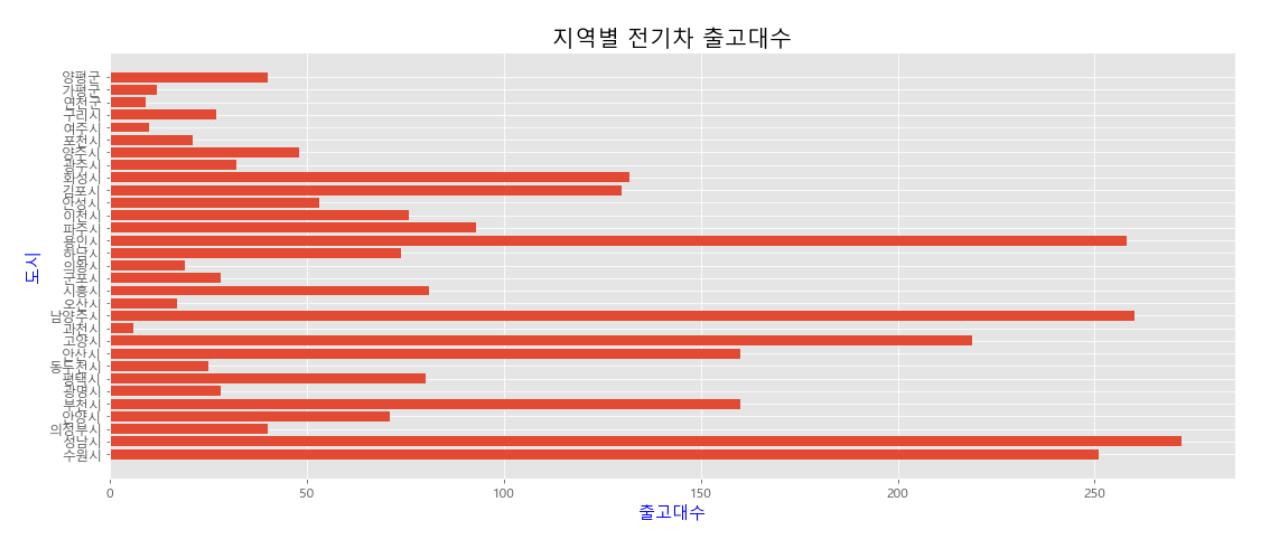 지역별 전기차 출고대수
양평군
가평군
연천군
구리시
여주시
포천시
양주시
광주시
화성시
김포시
안성시
이천시
파주시
용인시
하남시
의왕시
군포시
시흥시
오산시
남양주시
과천시
고양시
안산시
동두천시
평택시
광명시
부천시
안양시
의정부시
성남시
수원시
도시
0 50 100 150 200 250
출고대수